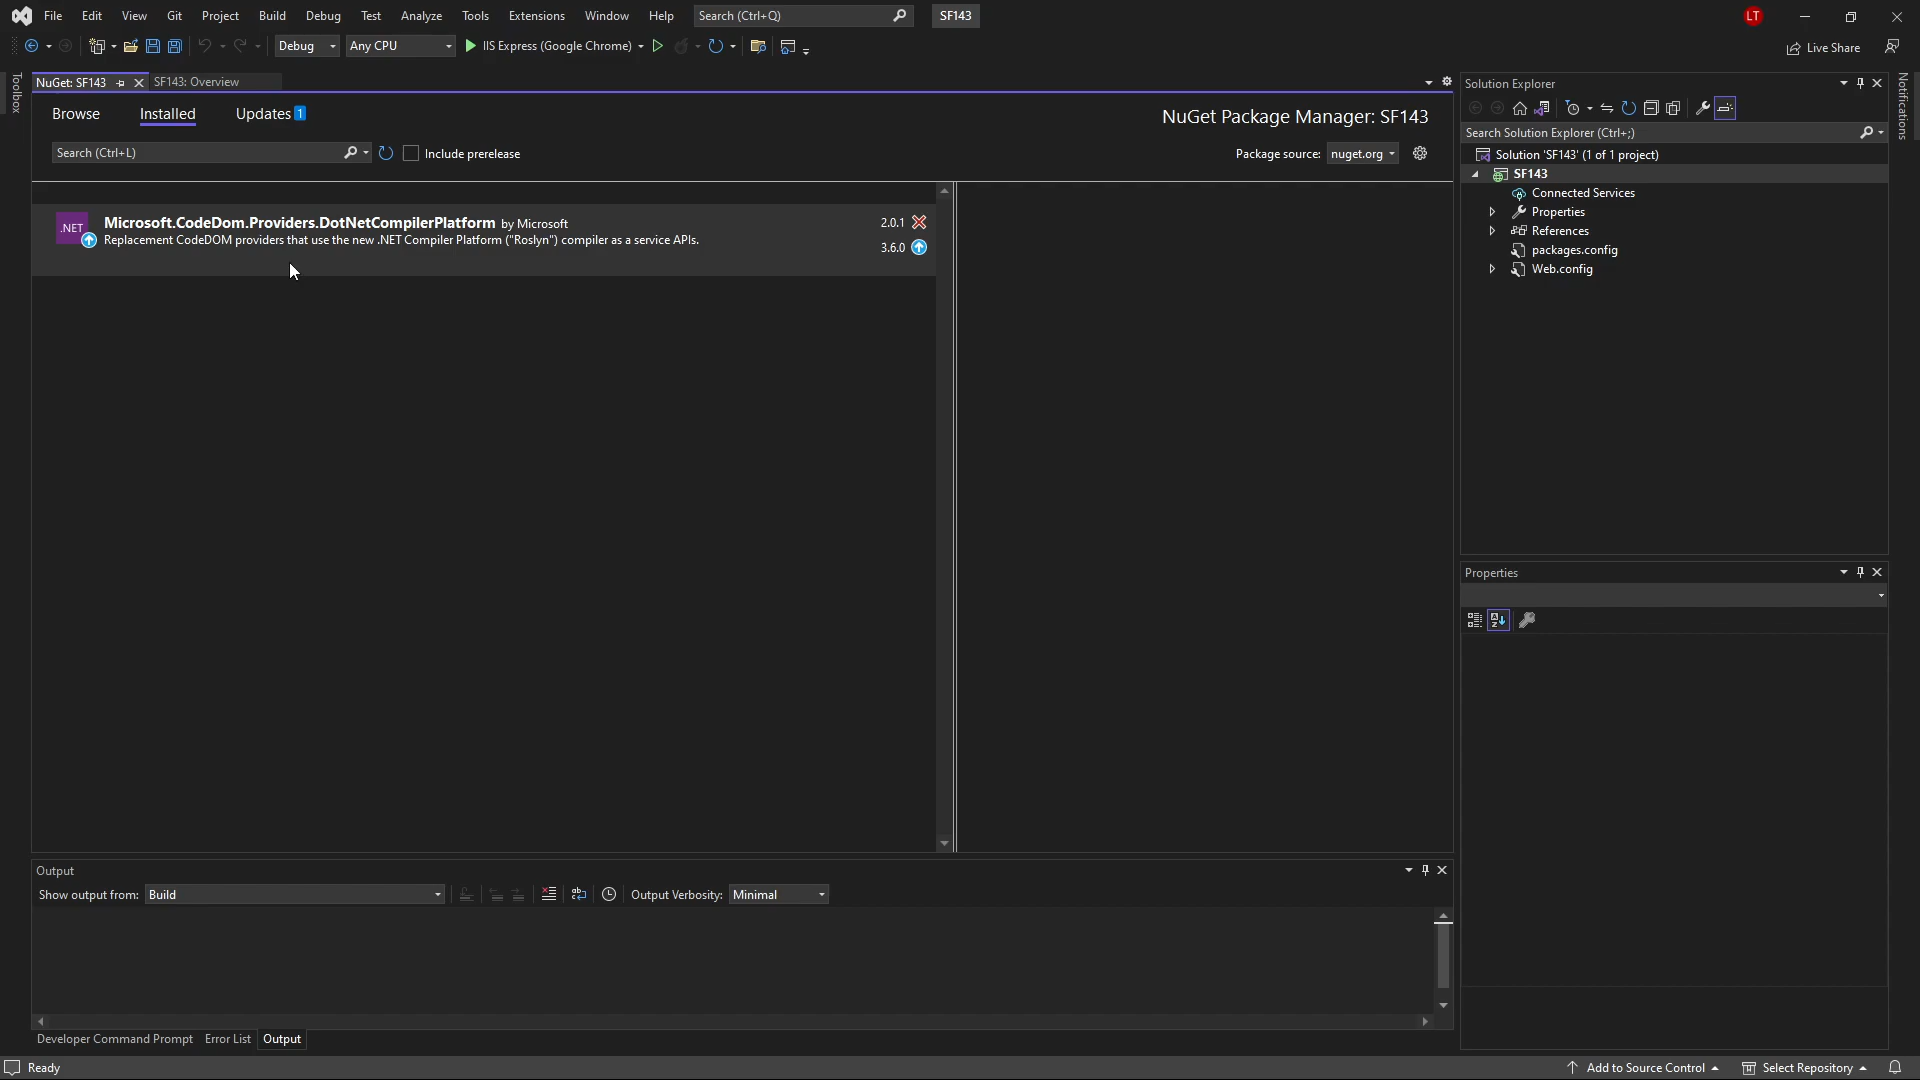 File Edit View Git Project Build Debug Test Analyze Tools Extensions Window Help Search (Ctrl+Q) SF143 LT
Debug Any CPU IIS Express (Google Chrome) Live Share
Toolbox
NuGet: SF143 SF143: Overview
Browse Installed Updates 1 NuGet Package Manager: SF143
Search (Ctrl+L) Include prerelease Package source: nuget.org
.NET Microsoft.CodeDom.Providers.DotNetCompilerPlatform by Microsoft 2.0.1
Replacement CodeDOM providers that use the new .NET Compiler Platform ("Roslyn") compiler as a service APIs.
3.6.0
Output
Show output from: Build Output Verbosity: Minimal
Developer Command Prompt Error List Output
Solution Explorer
Search Solution Explorer (Ctrl+;)
Solution 'SF143' (1 of 1 project)
SF143
Connected Services
Properties
References
packages.config
Web.config
Properties
Notifications
Ready Add to Source Control Select Repository